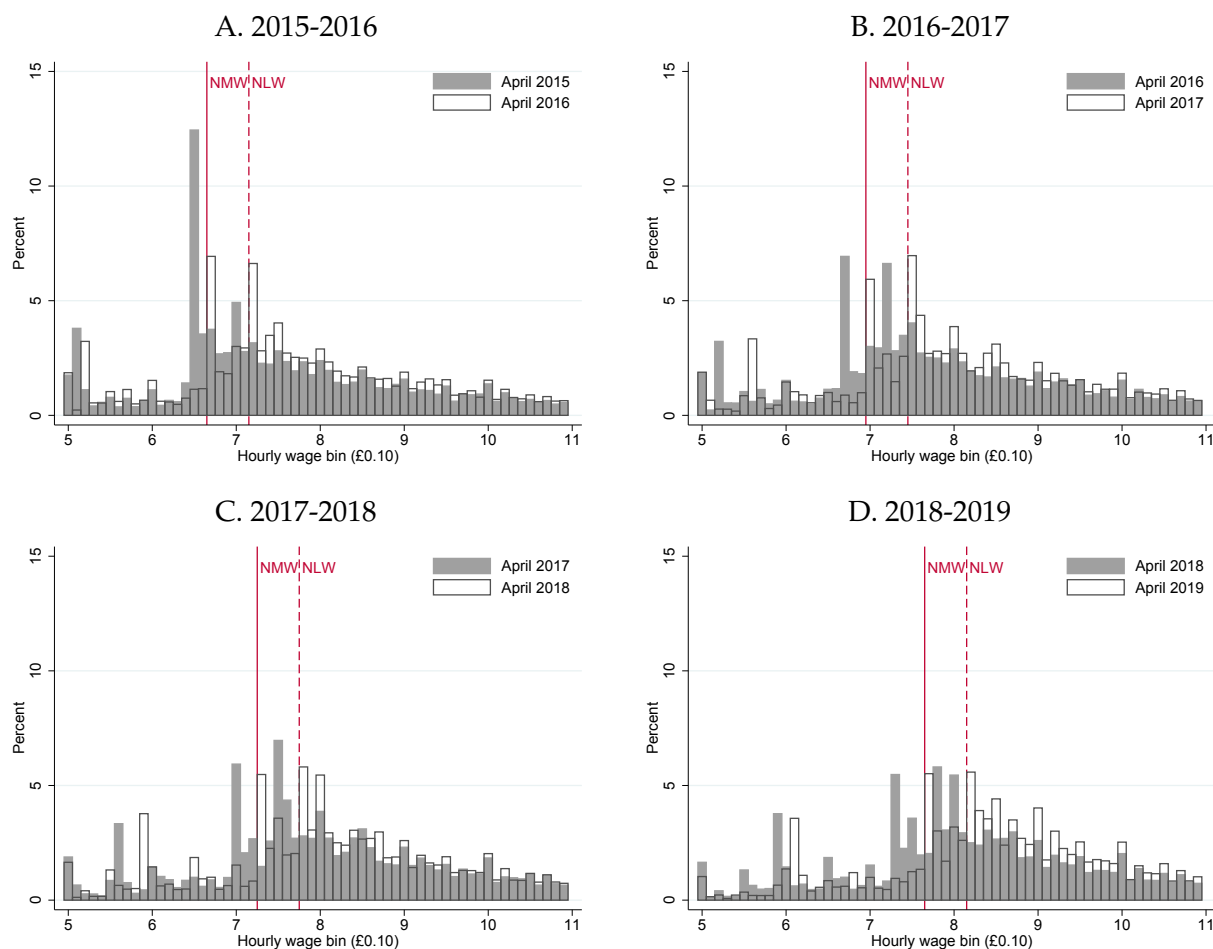 A. 2015-2016
15
10
5
0
Percent
NMW NLW
April 2015
April 2016
5 6 7 8 9 10 11
Hourly wage bin (£0.10)
B. 2016-2017
15
10
5
0
Percent
NMW NLW
April 2016
April 2017
5 6 7 8 9 10 11
Hourly wage bin (£0.10)
C. 2017-2018
15
10
5
0
Percent
NMW NLW
April 2017
April 2018
5 6 7 8 9 10 11
Hourly wage bin (£0.10)
D. 2018-2019
15
10
5
0
Percent
NMW NLW
April 2018
April 2019
5 6 7 8 9 10 11
Hourly wage bin (£0.10)